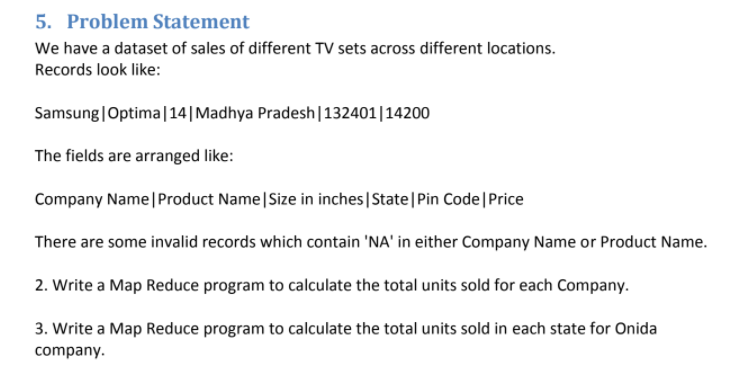 5. Problem Statement
We have a dataset of sales of different TV sets across different locations.
Records look like:
Samsung|Optima|14|Madhya Pradesh|132401|14200
The fields are arranged like:
Company Name|Product Name|Size in inches|State|Pin Code|Price
There are some invalid records which contain 'NA' in either Company Name or Product Name.
2. Write a Map Reduce program to calculate the total units sold for each Company.
3. Write a Map Reduce program to calculate the total units sold in each state for Onida
company.